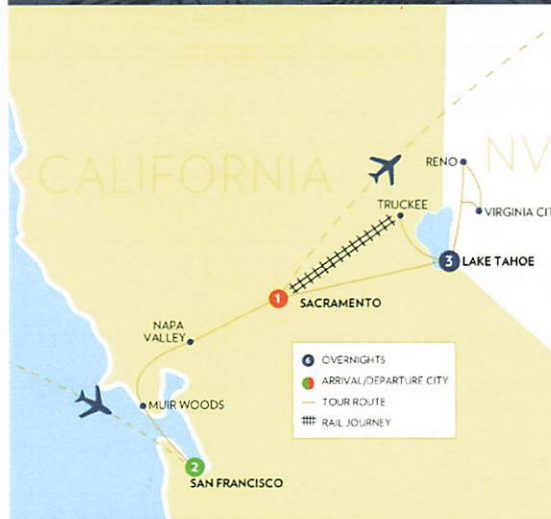 CALIFORNIA
NV
RENO
TRUCKEE
VIRGINIA CIT
3 LAKE TAHOE
1 SACRAMENTO
NAPA
VALLEY
6 OVERNIGHTS
ARRIVAL/DEPARTURE CITY
TOUR ROUTE
RAIL JOURNEY
MUIR WOODS
2
SAN FRANCISCO